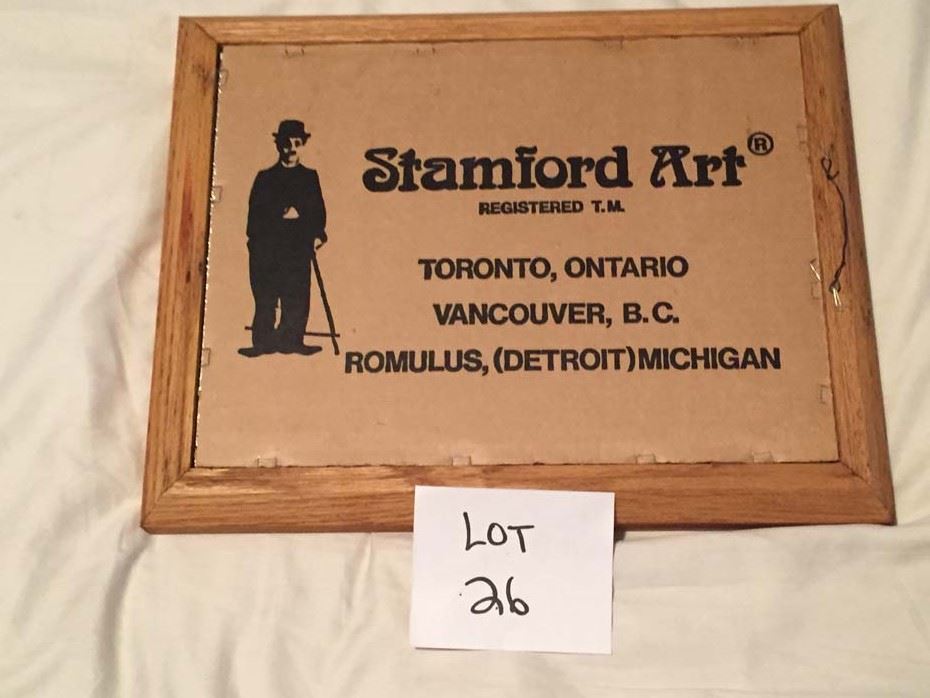 Stamford Art®
REGISTERED T.M.
TORONTO, ONTARIO
VANCOUVER, B.C.
ROMULUS, (DETROIT) MICHIGAN
LOT
26